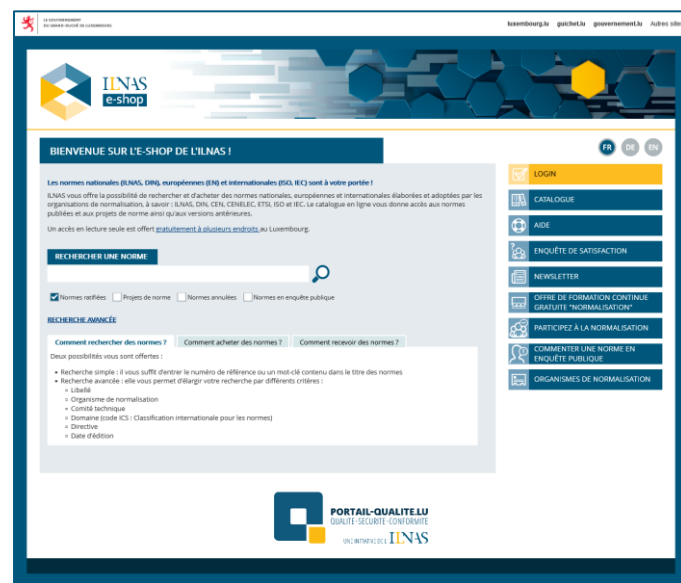 LE GOUVERNEMENT
DU GRAND-DUCHÉ DE LUXEMBOURG
luxembourg.lu guichet.lu gouvernement.lu Autres site
ILNAS
e-shop
BIENVENUE SUR L'E-SHOP DE L'ILNAS !
FR DE EN
Les normes nationales (ILNAS, DIN), européennes (EN) et internationales (ISO, IEC) sont à votre portée !
ILNAS vous offre la possibilité de rechercher et d'acheter des normes nationales, européennes et internationales élaborées et adoptées par les
organisations de normalisation, à savoir : ILNAS, DIN, CEN, CENELEC, ETSI, ISO et IEC. Le catalogue en ligne vous donne accès aux normes
publiées et aux projets de norme ainsi qu'aux versions antérieures.
Un accès en lecture seule est offert gratuitement à plusieurs endroits au Luxembourg.
RECHERCHER UNE NORME
Normes ratifiées Projets de norme Normes annulées Normes en enquête publique
RECHERCHE AVANCÉE
Comment rechercher des normes ? Comment acheter des normes ? Comment recevoir des normes ?
Deux possibilités vous sont offertes :
Recherche simple : il vous suffit d'entrer le numéro de référence ou un mot-clé contenu dans le titre des normes
Recherche avancée : elle vous permet d'élargir votre recherche par différents critères :
Libellé
Organisme de normalisation
Comité technique
Domaine (code ICS : Classification internationale pour les normes)
Directive
Date d'édition
LOGIN
CATALOGUE
AIDE
ENQUÊTE DE SATISFACTION
NEWSLETTER
OFFRE DE FORMATION CONTINUE
GRATUITE "NORMALISATION"
PARTICIPEZ À LA NORMALISATION
COMMENTER UNE NORME EN
ENQUÊTE PUBLIQUE
ORGANISMES DE NORMALISATION
PORTAIL-QUALITE.LU
QUALITE-SECURITE-CONFORMITE
UNE INITIATIVE DE L'ILNAS